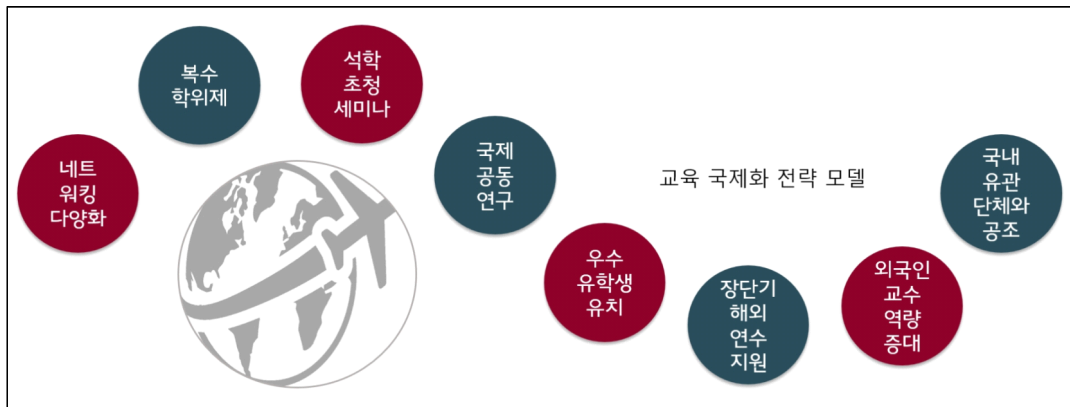 네트
워킹
다양화
복수
학위제
석학
초청
세미나
국제
공동
연구
교육 국제화 전략 모델
우수
유학생
유치
장단기
해외
연수
지원
외국인
교수
역량
증대
국내
유관
단체와
공조